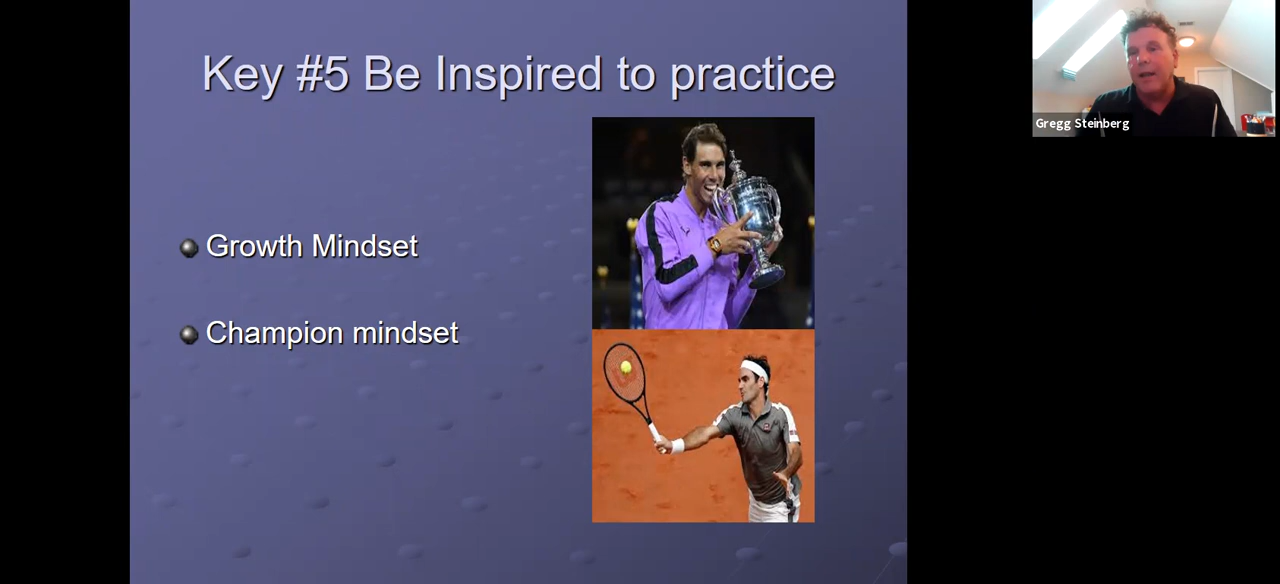 Key #5 Be Inspired to practice
Growth Mindset
Champion mindset
Gregg Steinberg